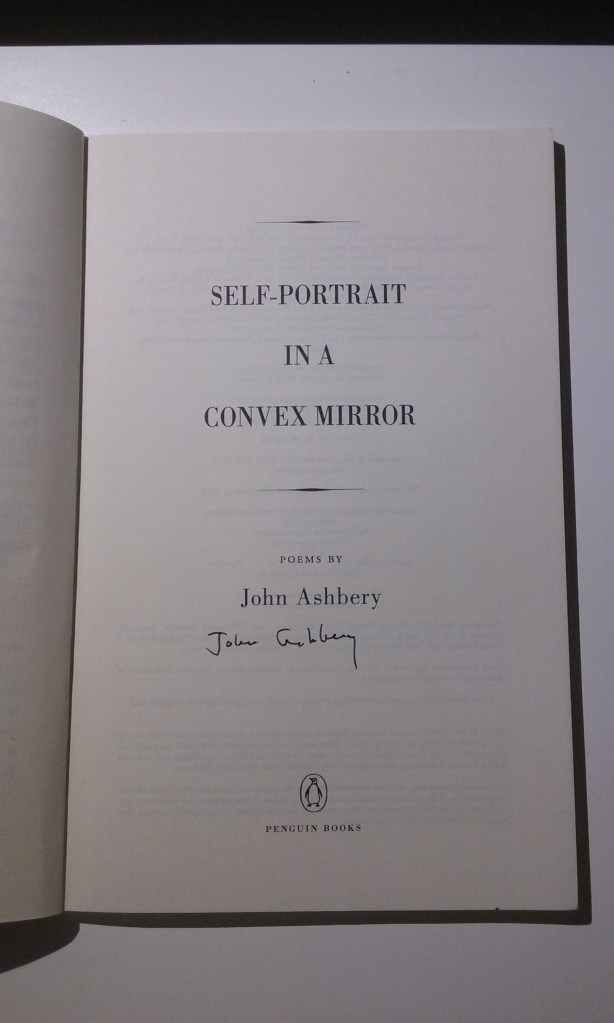 SELF-PORTRAIT
IN A
CONVEX MIRROR
POEMS BY
John Ashbery
John Ashbery
PENGUIN BOOKS